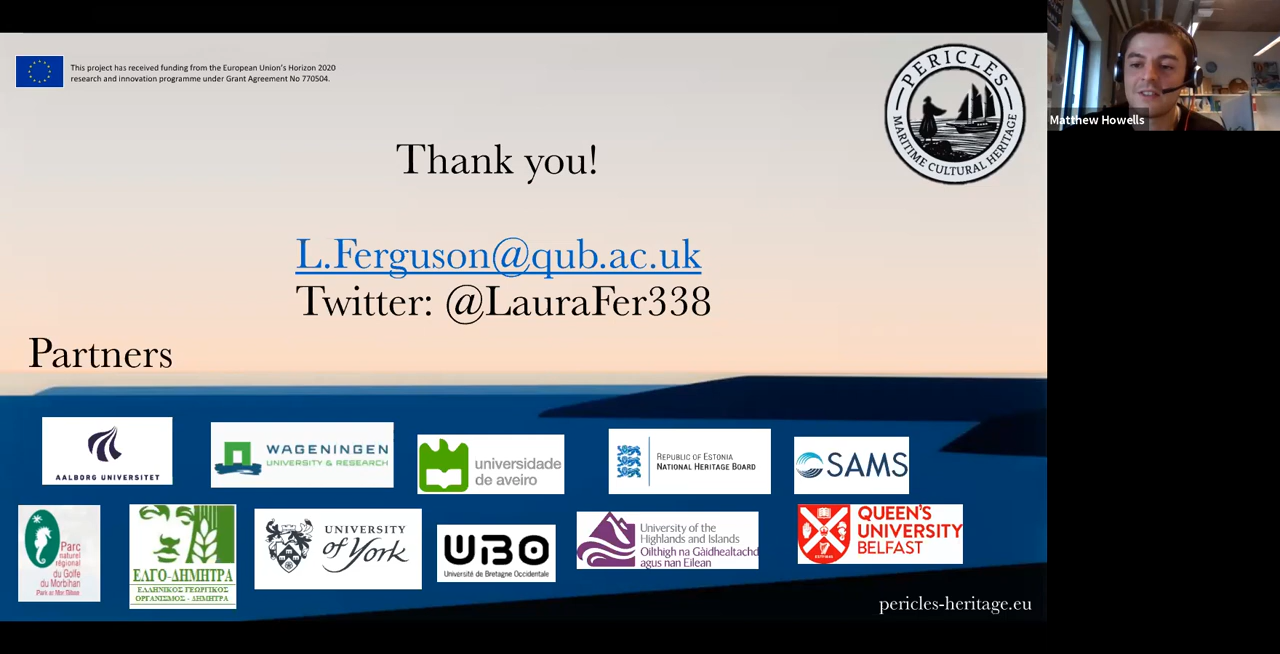 This project has received funding from the European Union's Horizon 2020
research and innovation programme under Grant Agreement No 770504.
PERICLES
MARITIME CULTURAL HERITAGE
Matthew Howells
Thank you!
L.Ferguson@qub.ac.uk
Twitter: @LauraFer338
Partners
AALBORG UNIVERSITET
WAGENINGEN
UNIVERSITY & RESEARCH
universidade
de aveiro
REPUBLIC OF ESTONIA
NATIONAL HERITAGE BOARD
SAMS
Parc
naturel
régional
du Golfe
du Morbihan
ΕΛΓΟ-ΔΗΜΗΤΡΑ
ΕΛΛΗΝΙΚΟΣ ΓΕΩΡΓΙΚΟΣ
ΟΡΓΑΝΙΣΜΟΣ - ΔΗΜΗΤΡΑ
UNIVERSITY
of York
UBO
Université de Bretagne Occidentale
University of the
Highlands and Islands
Oilthigh na Gàidhealtachd
agus nan Eilean
QUEEN'S
UNIVERSITY
BELFAST
pericles-heritage.eu